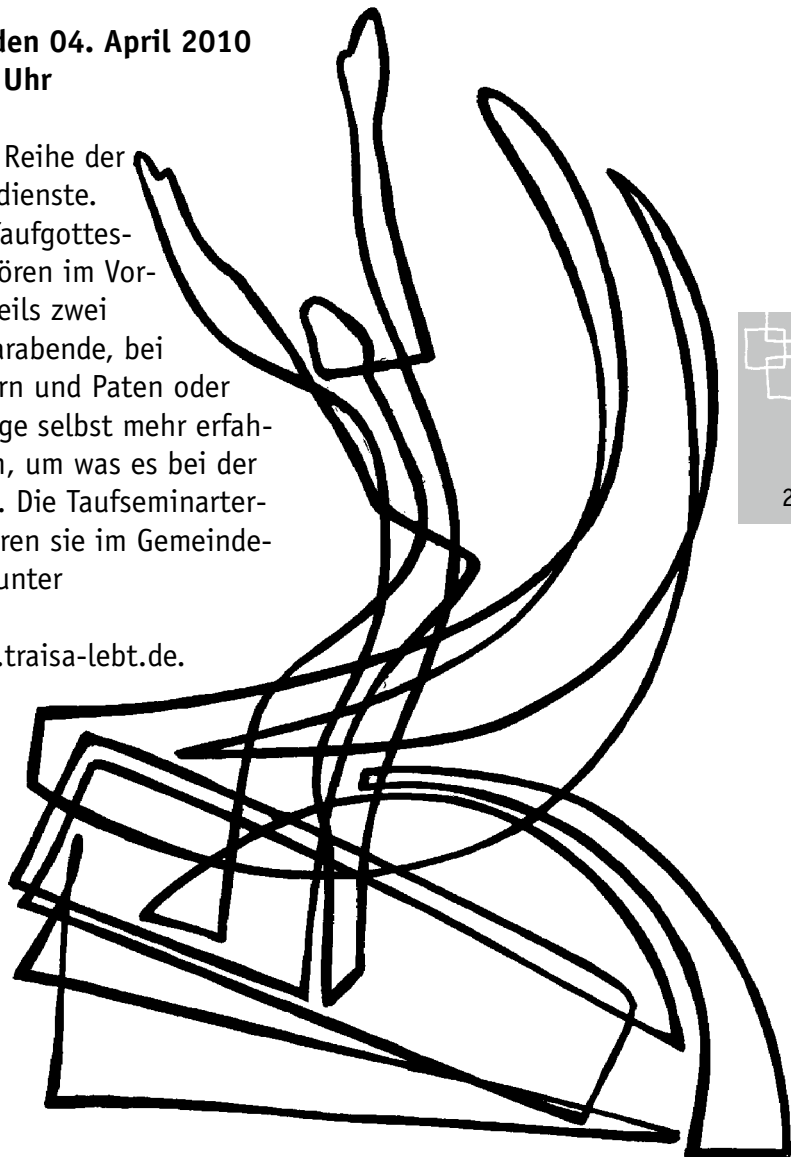 den 04. April 2010
Uhr
Reihe der
dienste.
aufgottes-
ören im Vor-
eils zwei
arabende, bei
rn und Paten oder
ge selbst mehr erfah-
, um was es bei der
. Die Taufseminarter-
ren sie im Gemeinde-
unter
.traisa-lebt.de.
2